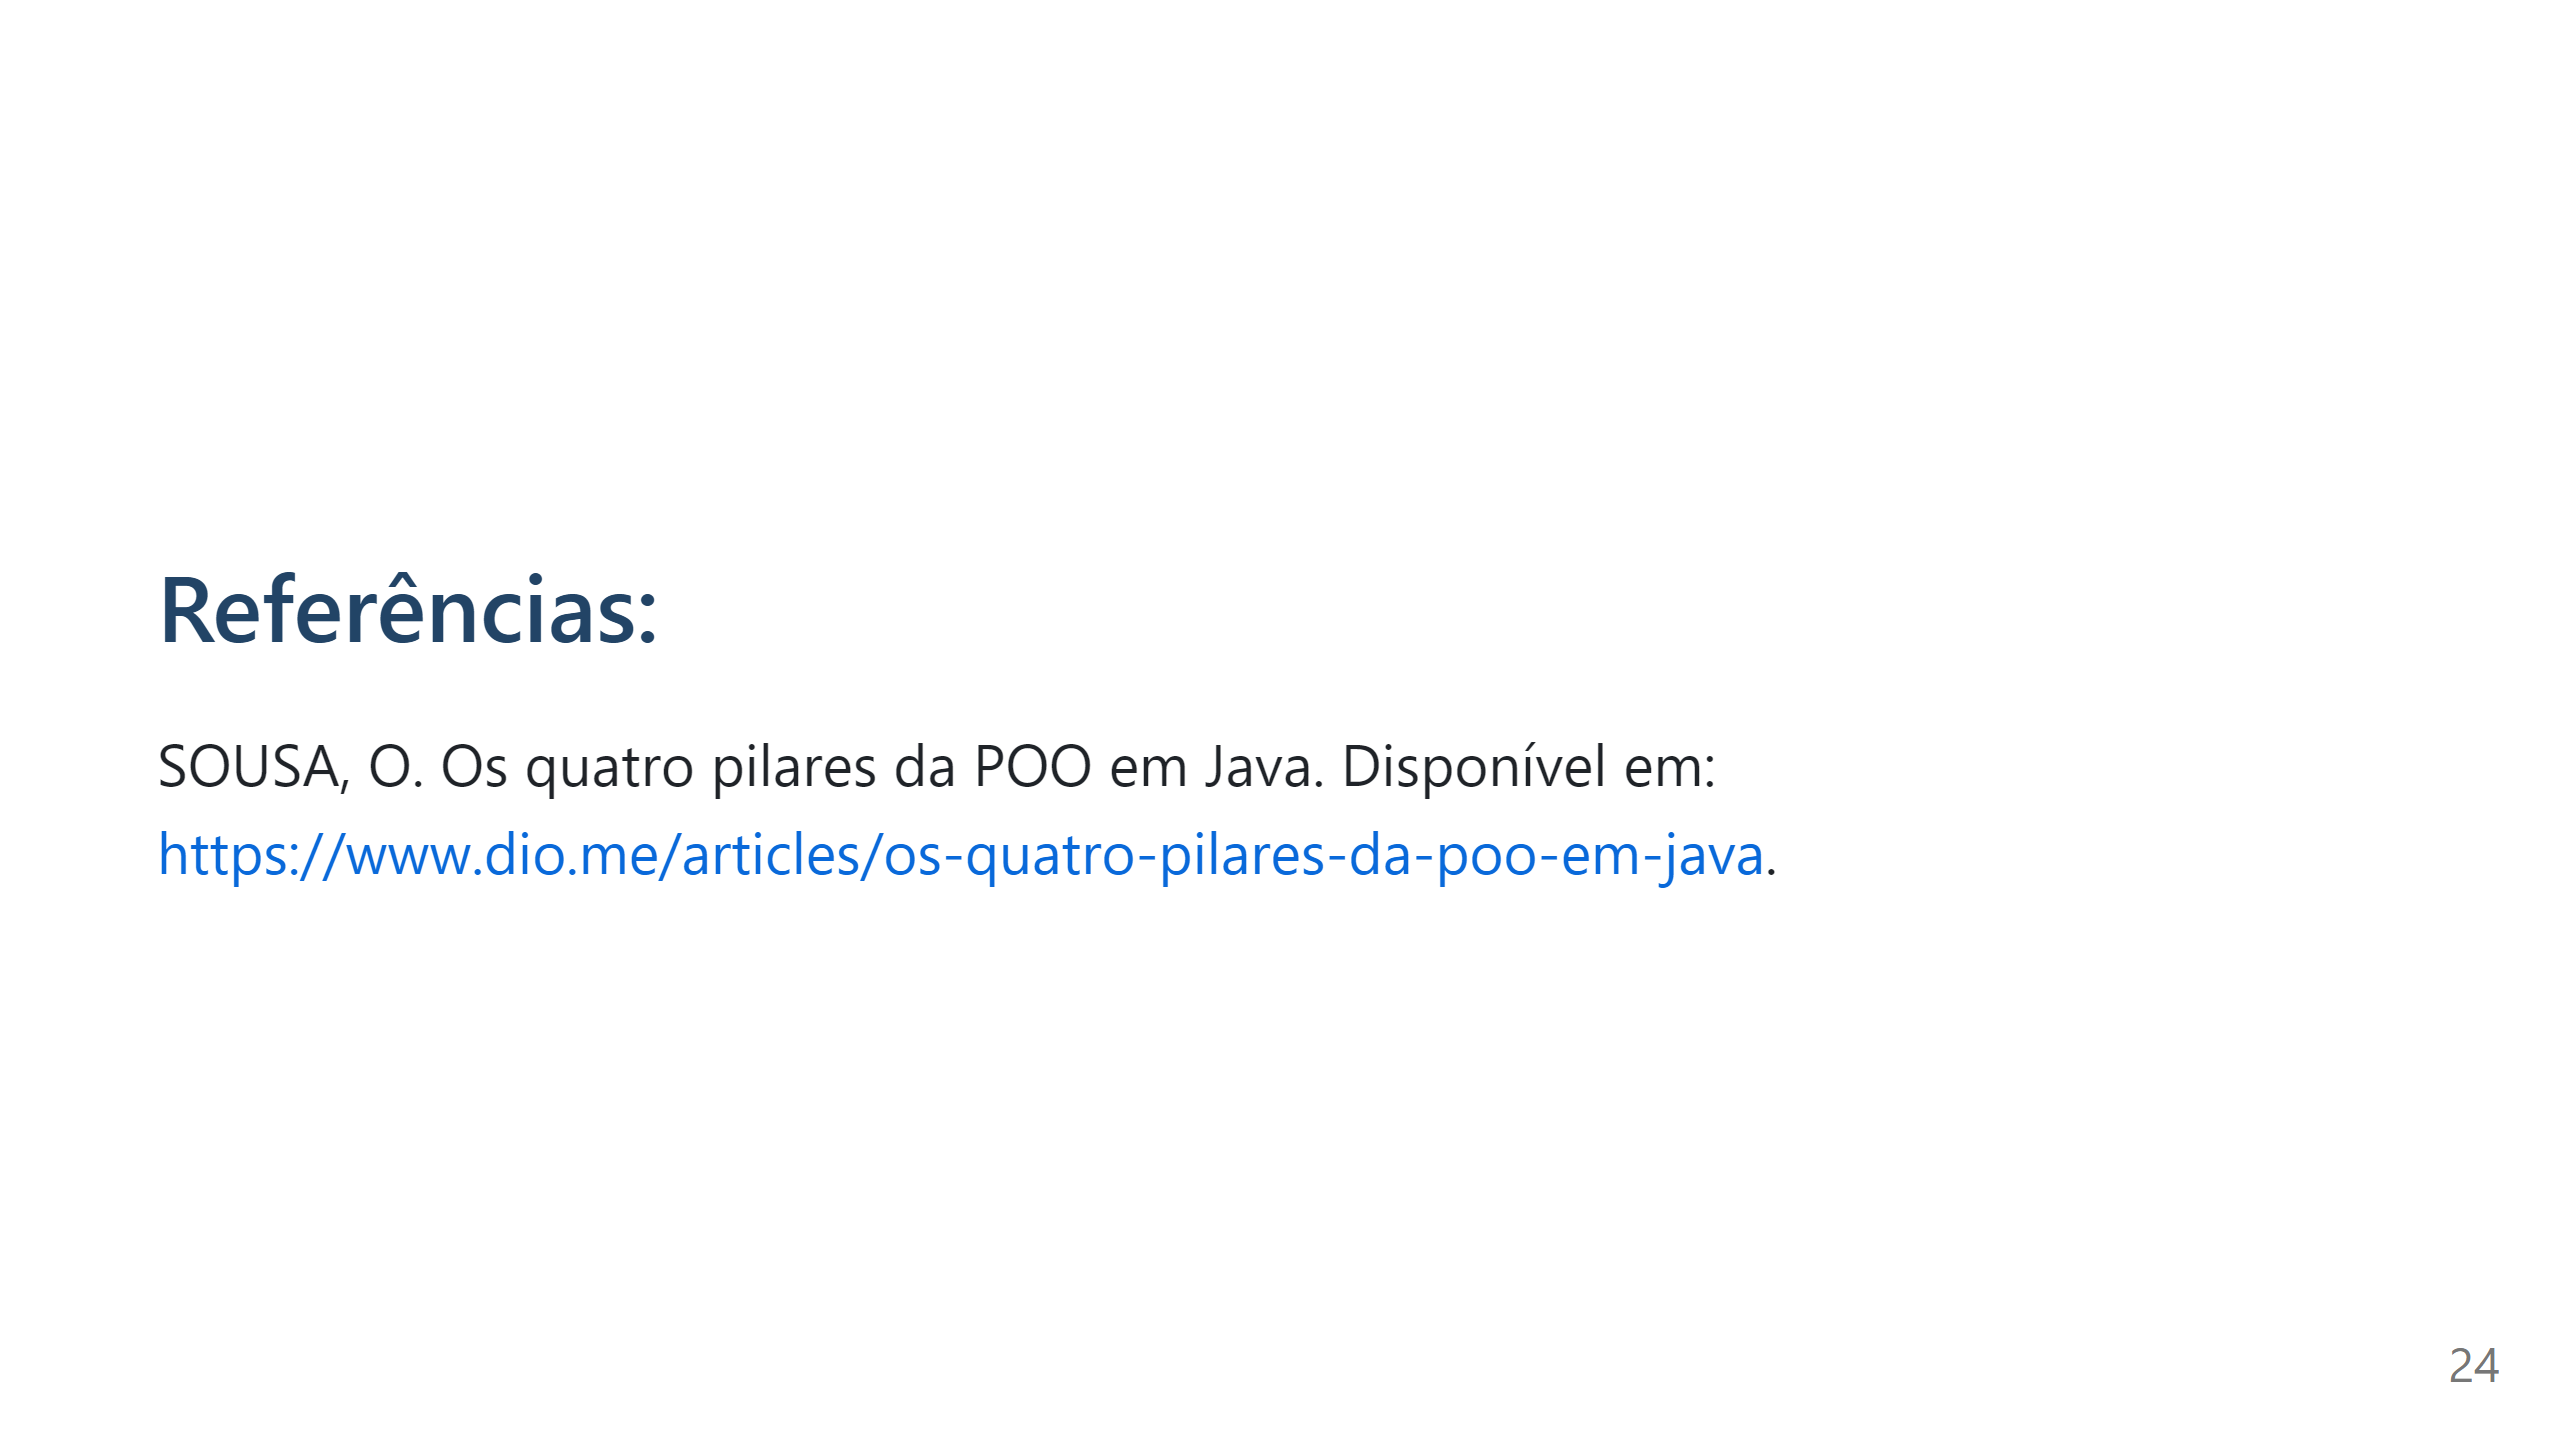 Referências:
SOUSA, O. Os quatro pilares da POO em Java. Disponível em:
https://www.dio.me/articles/os-quatro-pilares-da-poo-em-java.
24